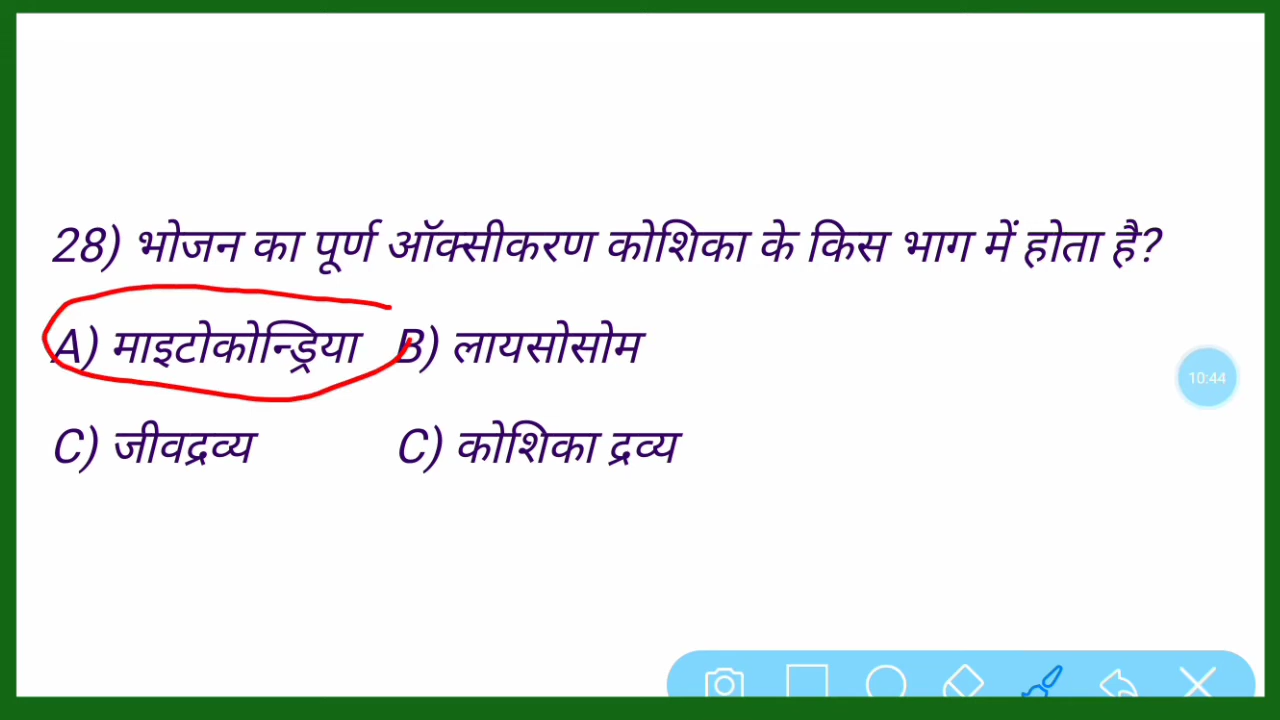 28) भोजन का पूर्ण ऑक्सीकरण कोशिका के किस भाग में होता है?
A) माइटोकोन्ड्रिया B) लायसोसोम
10:44
C) जीवद्रव्य C) कोशिका द्रव्य